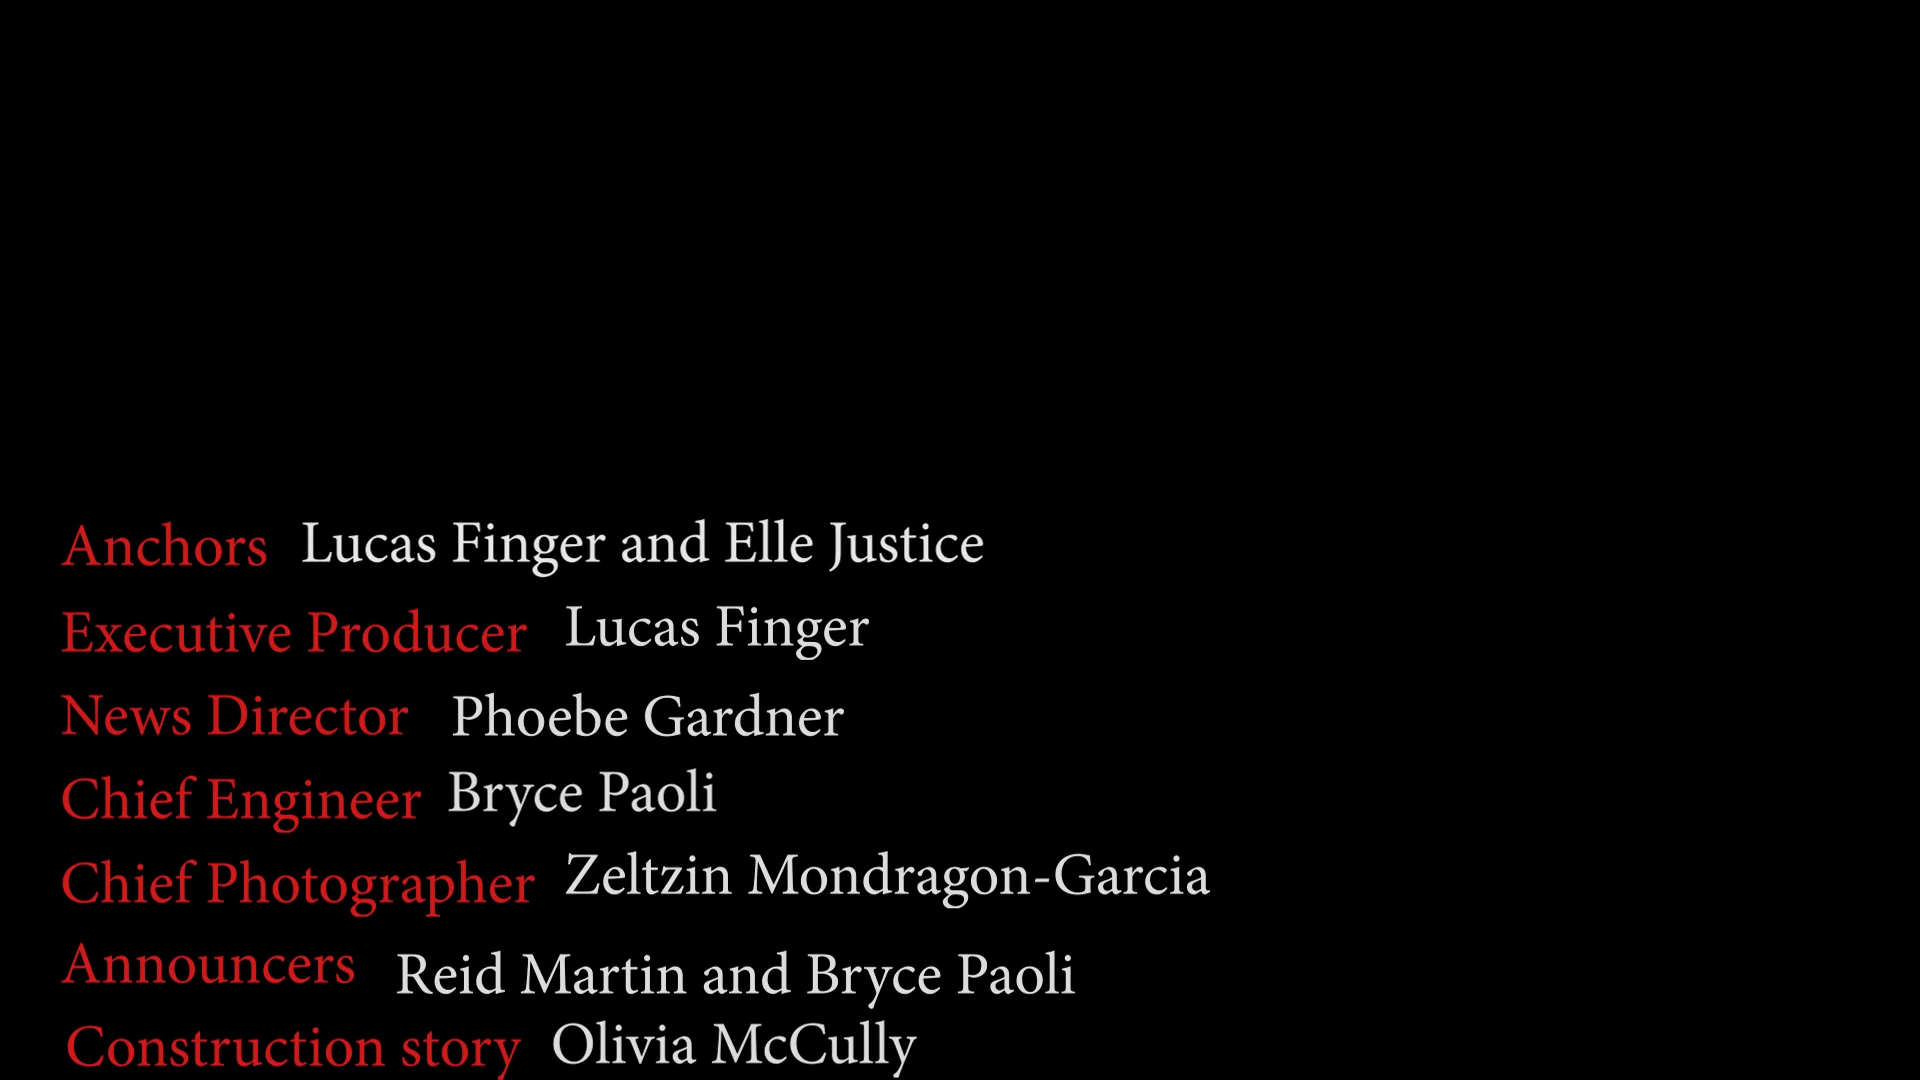 Anchors Lucas Finger and Elle Justice
Executive Producer Lucas Finger
News Director Phoebe Gardner
Chief Engineer Bryce Paoli
Chief Photographer Zeltzin Mondragon-Garcia
Announcers Reid Martin and Bryce Paoli
Construction story Olivia McCully